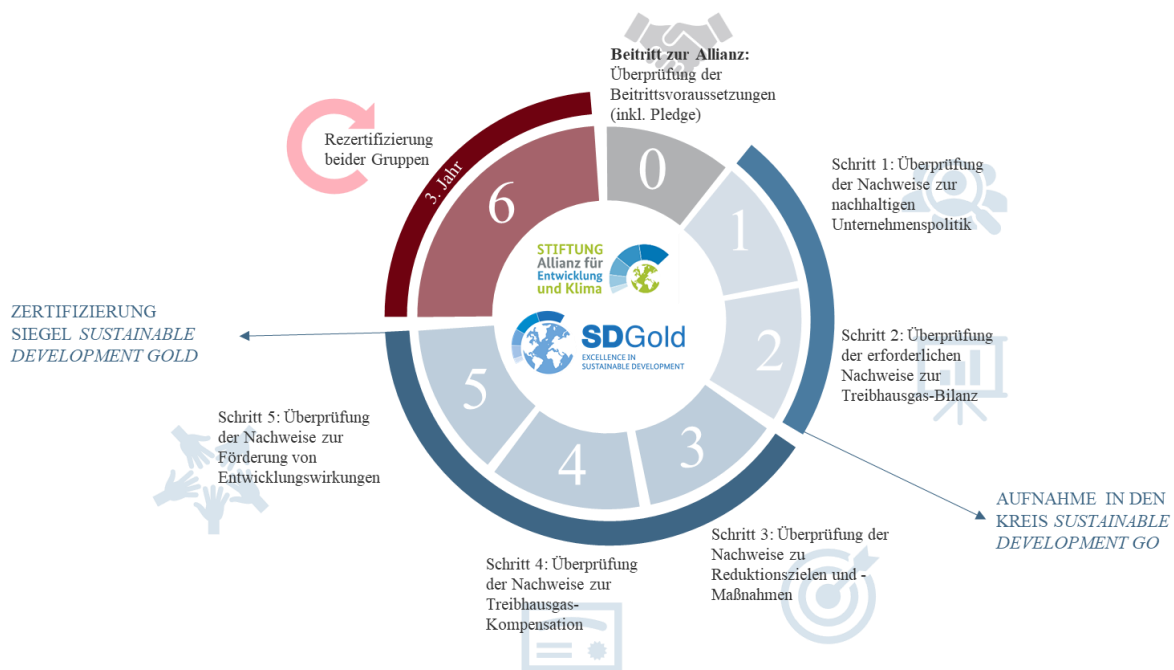 Beitritt zur Allianz:
Überprüfung der
Beitrittsvoraussetzungen
(inkl. Pledge)
0
Schritt 1: Überprüfung
der Nachweise zur
nachhaltigen
Unternehmenspolitik
1
Schritt 2: Überprüfung
der erforderlichen
Nachweise zur
Treibhausgas-Bilanz
2
AUFNAHME IN DEN
KREIS SUSTAINABLE
DEVELOPMENT GO
3
Schritt 3: Überprüfung der
Nachweise zu
Reduktionszielen und -
Maßnahmen
4
Schritt 4: Überprüfung
der Nachweise zur
Treibhausgas-
Kompensation
5
Schritt 5: Überprüfung
der Nachweise zur
Förderung von
Entwicklungswirkungen
ZERTIFIZIERUNG
SIEGEL SUSTAINABLE
DEVELOPMENT GOLD
6
3. Jahr
Rezertifizierung
beider Gruppen
STIFTUNG
Allianz für
Entwicklung
und Klima
SDGold
EXCELLENCE IN
SUSTAINABLE DEVELOPMENT